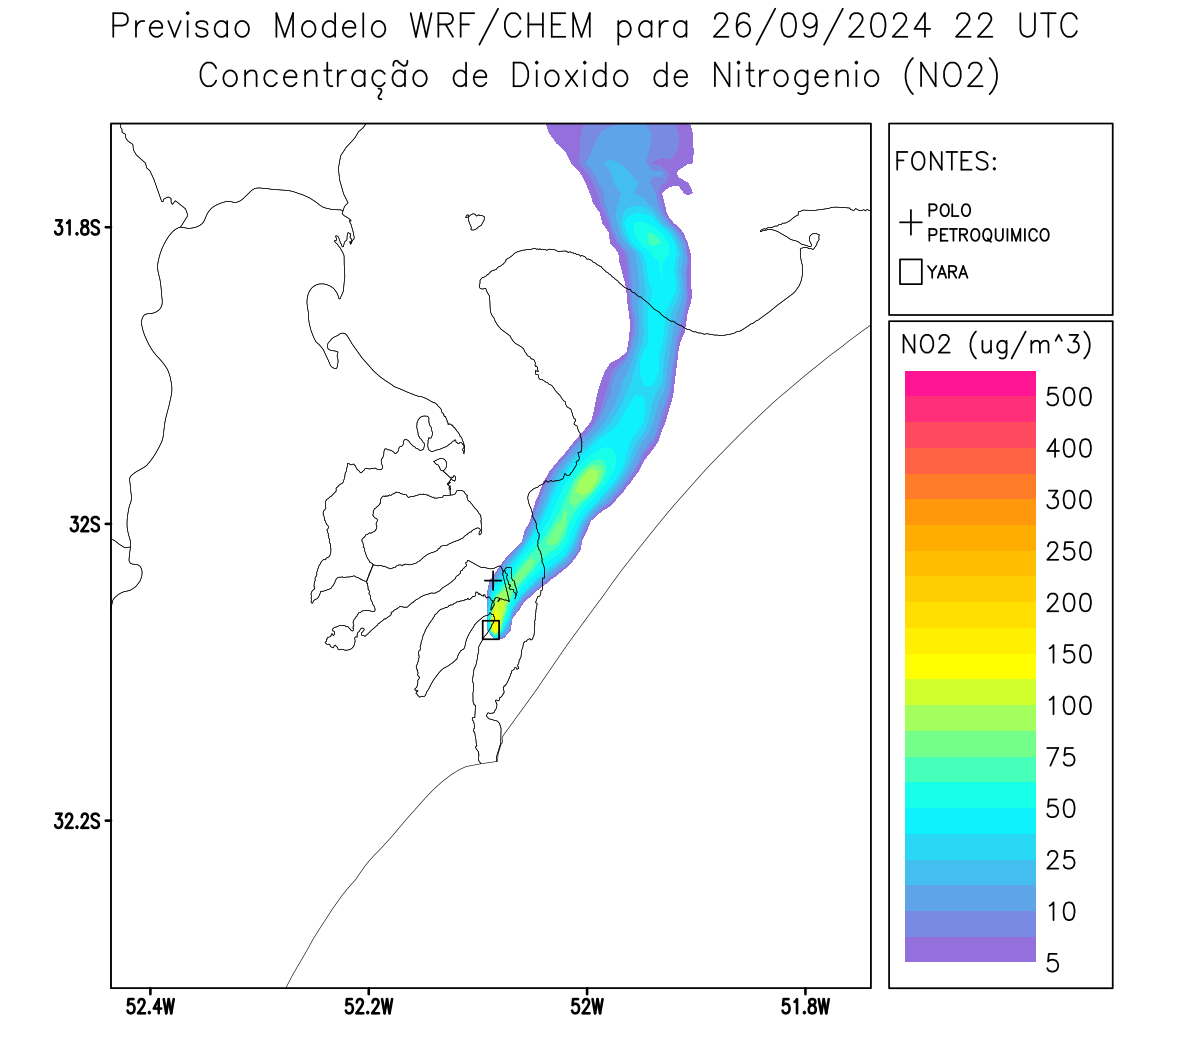 Previsao Modelo WRF/CHEM para 26/09/2024 22 UTC
Concentração de Dioxido de Nitrogenio (NO2)
FONTES:
POLO
PETROQUIMICO
YARA
31.8S
32S
32.2S
52.4W
52.2W
52W
51.8W
NO2 (ug/m^3)
500
400
300
250
200
150
100
75
50
25
10
5